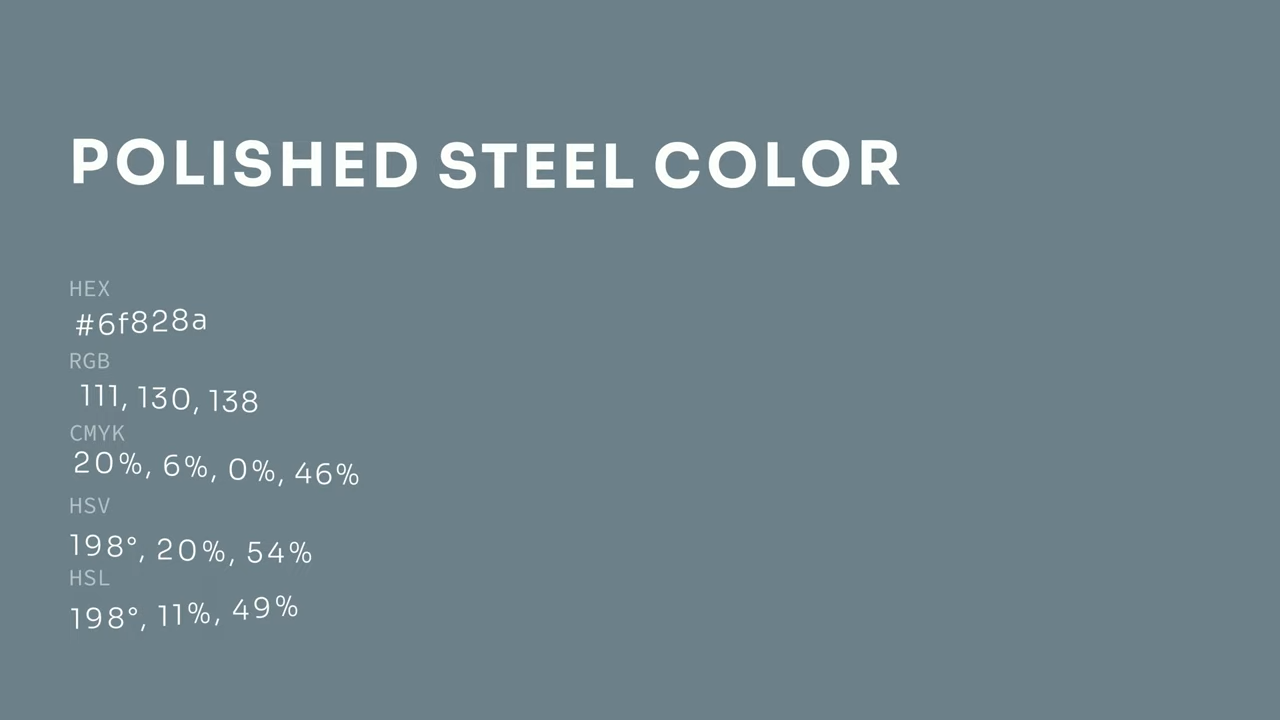 POLISHED STEEL COLOR
HEX
#6f828a
RGB
111, 130, 138
CMYK
20%, 6%, 0%, 46%
HSV
198°, 20%, 54%
HSL
198°, 11%, 49%